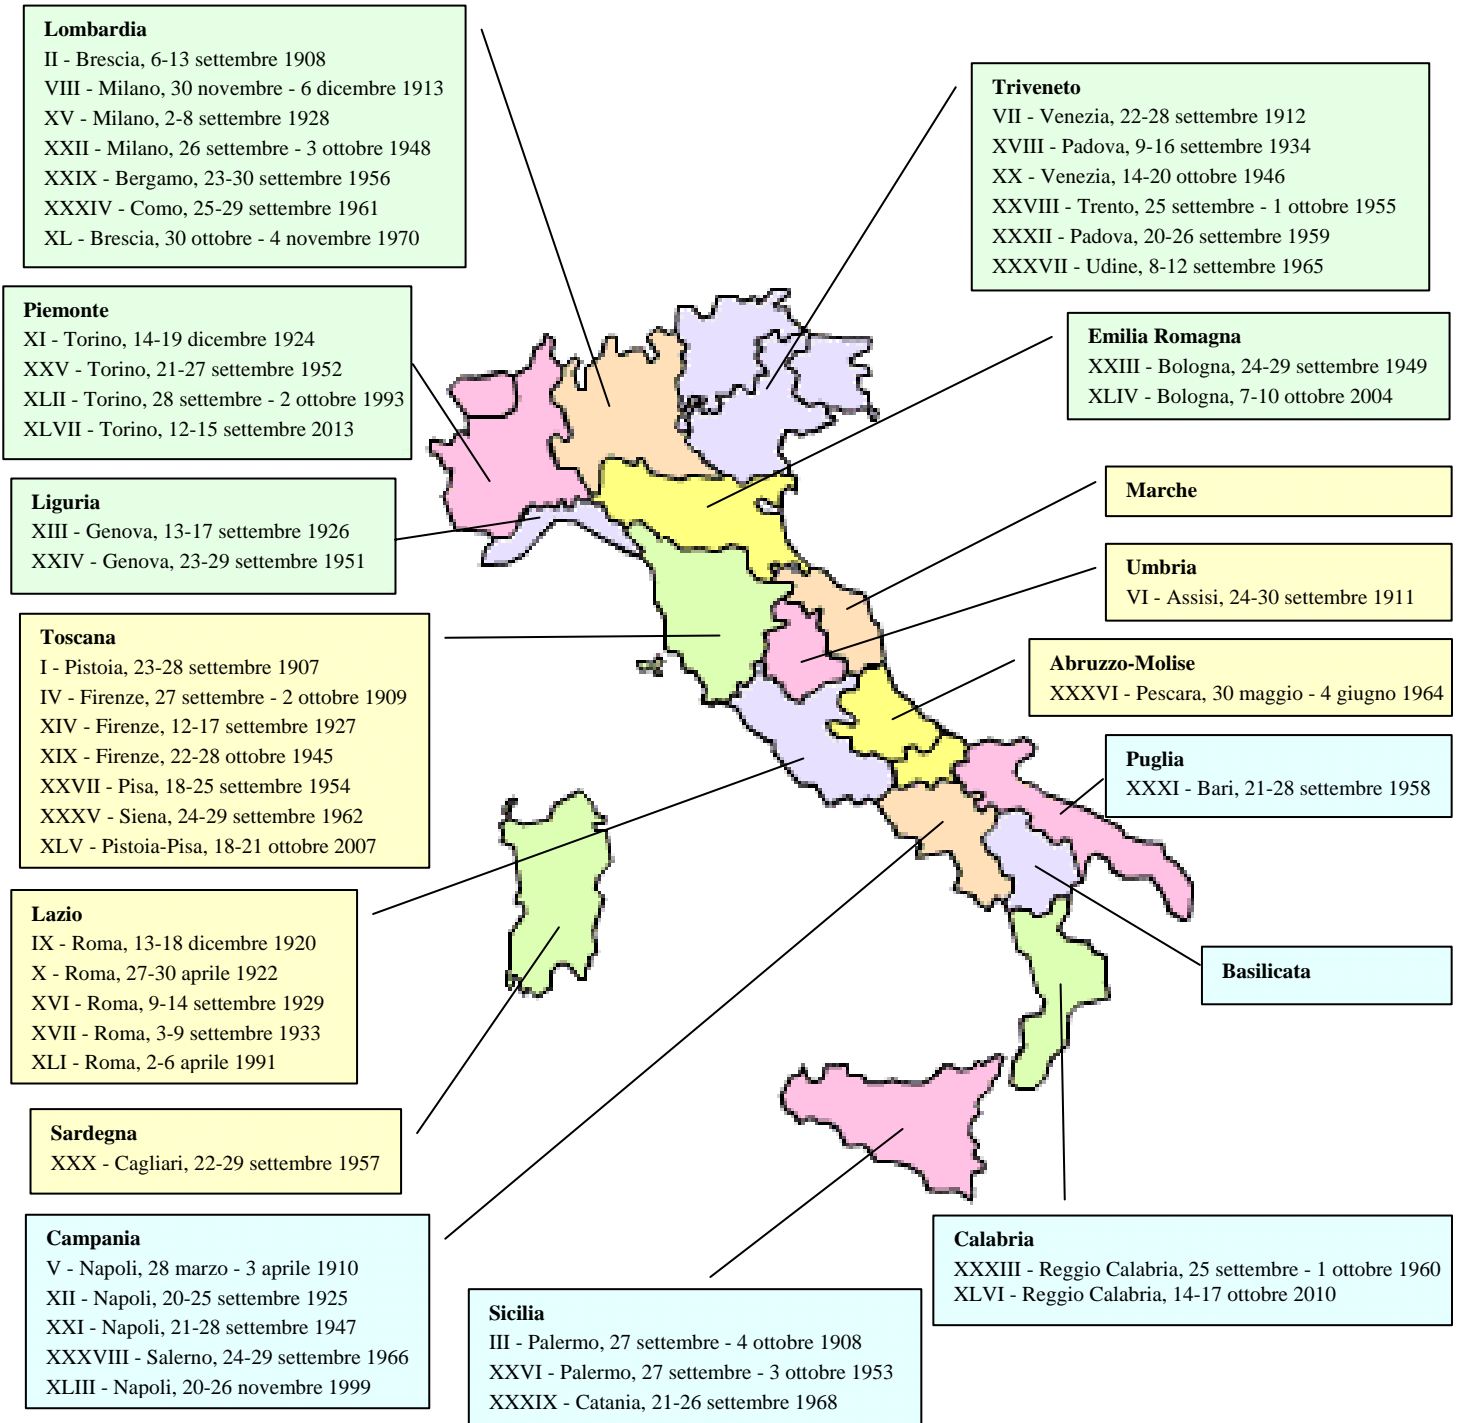 Lombardia
II - Brescia, 6-13 settembre 1908
VIII - Milano, 30 novembre - 6 dicembre 1913
XV - Milano, 2-8 settembre 1928
XXII - Milano, 26 settembre - 3 ottobre 1948
XXIX - Bergamo, 23-30 settembre 1956
XXXIV - Como, 25-29 settembre 1961
XL - Brescia, 30 ottobre - 4 novembre 1970
Triveneto
VII - Venezia, 22-28 settembre 1912
XVIII - Padova, 9-16 settembre 1934
XX - Venezia, 14-20 ottobre 1946
XXVIII - Trento, 25 settembre - 1 ottobre 1955
XXXII - Padova, 20-26 settembre 1959
XXXVII - Udine, 8-12 settembre 1965
Piemonte
XI - Torino, 14-19 dicembre 1924
XXV - Torino, 21-27 settembre 1952
XLII - Torino, 28 settembre - 2 ottobre 1993
XLVII - Torino, 12-15 settembre 2013
Emilia Romagna
XXIII - Bologna, 24-29 settembre 1949
XLIV - Bologna, 7-10 ottobre 2004
Liguria
XIII - Genova, 13-17 settembre 1926
XXIV - Genova, 23-29 settembre 1951
Marche
Umbria
VI - Assisi, 24-30 settembre 1911
Toscana
I - Pistoia, 23-28 settembre 1907
IV - Firenze, 27 settembre - 2 ottobre 1909
XIV - Firenze, 12-17 settembre 1927
XIX - Firenze, 22-28 ottobre 1945
XXVII - Pisa, 18-25 settembre 1954
XXXV - Siena, 24-29 settembre 1962
XLV - Pistoia-Pisa, 18-21 ottobre 2007
Abruzzo-Molise
XXXVI - Pescara, 30 maggio - 4 giugno 1964
Puglia
XXXI - Bari, 21-28 settembre 1958
Lazio
IX - Roma, 13-18 dicembre 1920
X - Roma, 27-30 aprile 1922
XVI - Roma, 9-14 settembre 1929
XVII - Roma, 3-9 settembre 1933
XLI - Roma, 2-6 aprile 1991
Basilicata
Sardegna
XXX - Cagliari, 22-29 settembre 1957
Campania
V - Napoli, 28 marzo - 3 aprile 1910
XII - Napoli, 20-25 settembre 1925
XXI - Napoli, 21-28 settembre 1947
XXXVIII - Salerno, 24-29 settembre 1966
XLIII - Napoli, 20-26 novembre 1999
Sicilia
III - Palermo, 27 settembre - 4 ottobre 1908
XXVI - Palermo, 27 settembre - 3 ottobre 1953
XXXIX - Catania, 21-26 settembre 1968
Calabria
XXXIII - Reggio Calabria, 25 settembre - 1 ottobre 1960
XLVI - Reggio Calabria, 14-17 ottobre 2010